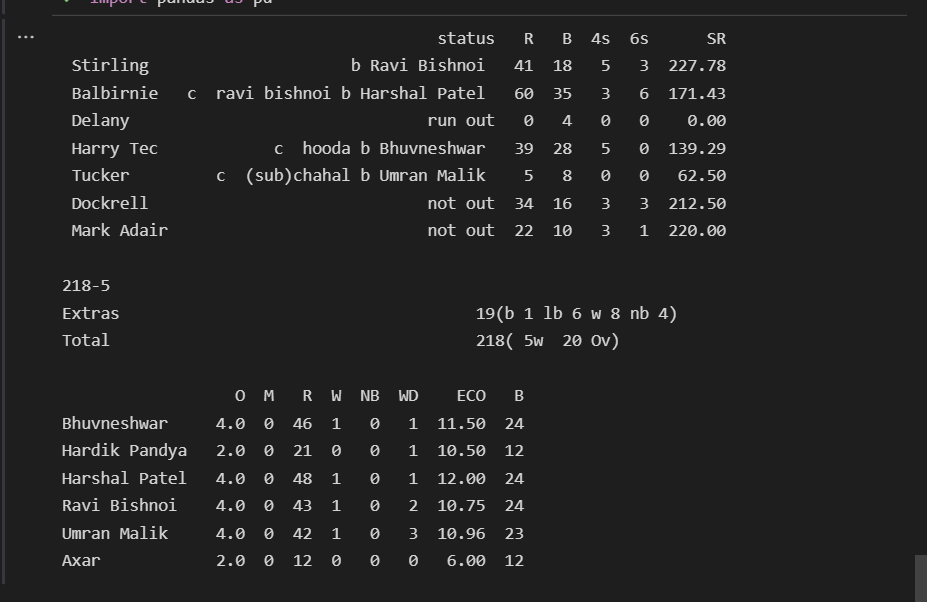 import pandas as pd
...
status R B 4s 6s SR
Stirling b Ravi Bishnoi 41 18 5 3 227.78
Balbirnie c ravi bishnoi b Harshal Patel 60 35 3 6 171.43
Delany run out 0 4 0 0 0.00
Harry Tec c hooda b Bhuvneshwar 39 28 5 0 139.29
Tucker c (sub)chahal b Umran Malik 5 8 0 0 62.50
Dockrell not out 34 16 3 3 212.50
Mark Adair not out 22 10 3 1 220.00
218-5
Extras 19(b 1 lb 6 w 8 nb 4)
Total 218( 5w 20 Ov)
O M R W NB WD ECO B
Bhuvneshwar 4.0 0 46 1 0 1 11.50 24
Hardik Pandya 2.0 0 21 0 0 1 10.50 12
Harshal Patel 4.0 0 48 1 0 1 12.00 24
Ravi Bishnoi 4.0 0 43 1 0 2 10.75 24
Umran Malik 4.0 0 42 1 0 3 10.96 23
Axar 2.0 0 12 0 0 0 6.00 12